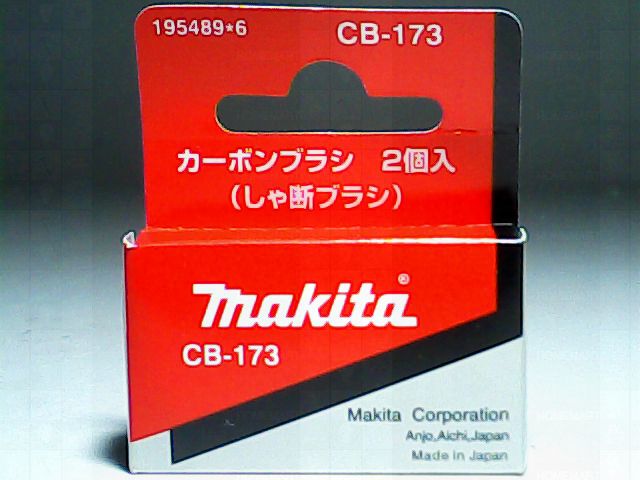 195489*6
CB-173
カーボンブラシ 2個入
(しゃ断ブラシ)
makita®
CB-173
Makita Corporation
Anjo,Aichi,Japan
Made in Japan